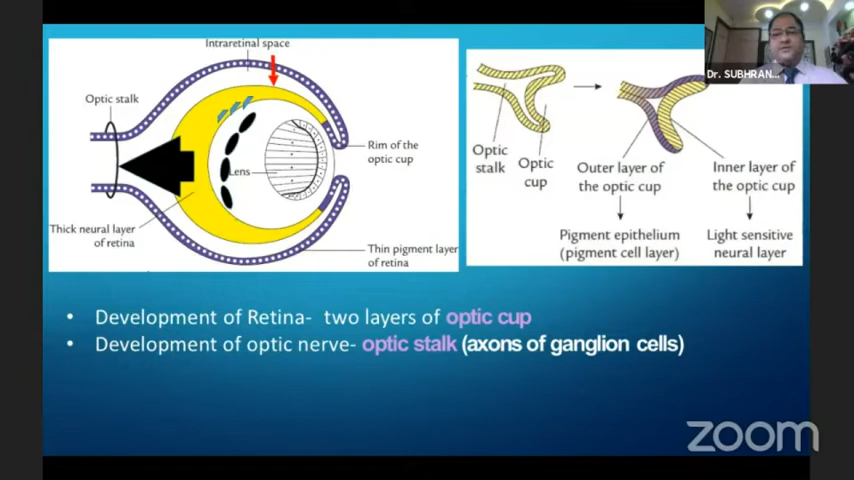 Intraretinal space
Optic stalk
Rim of the
optic cup
Lens
Thick neural layer
of retina
Thin pigment layer
of retina
Optic
stalk
Optic
cup
Outer layer of
the optic cup
Inner layer of
the optic cup
Pigment epithelium
(pigment cell layer)
Light sensitive
neural layer
Dr. SUBHRAN...
• Development of Retina- two layers of optic cup
• Development of optic nerve- optic stalk (axons of ganglion cells)
zoom